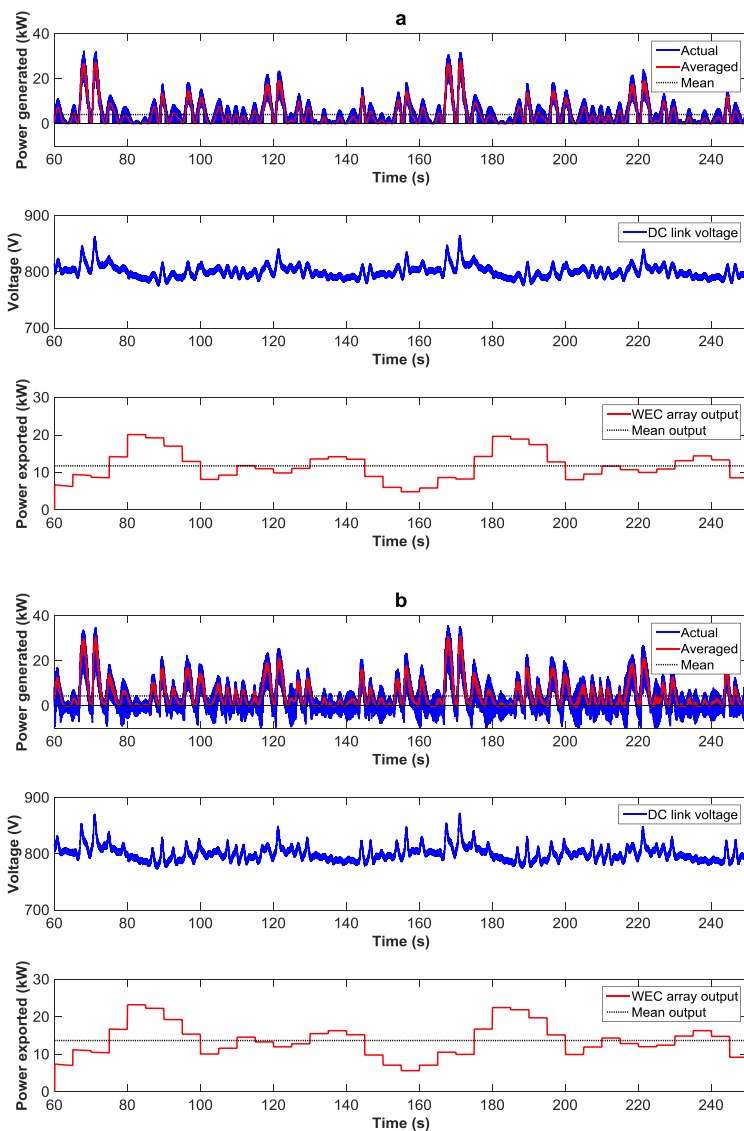 a
Power generated (kW)
40
20
0
Actual
Averaged
Mean
60 80 100 120 140 160 180 200 220 240
Time (s)
Voltage (V)
900
800
700
DC link voltage
60 80 100 120 140 160 180 200 220 240
Time (s)
Power exported (kW)
30
20
10
0
WEC array output
Mean output
60 80 100 120 140 160 180 200 220 240
Time (s)
b
Power generated (kW)
40
20
0
Actual
Averaged
Mean
60 80 100 120 140 160 180 200 220 240
Time (s)
Voltage (V)
900
800
700
DC link voltage
60 80 100 120 140 160 180 200 220 240
Time (s)
Power exported (kW)
30
20
10
0
WEC array output
Mean output
60 80 100 120 140 160 180 200 220 240
Time (s)